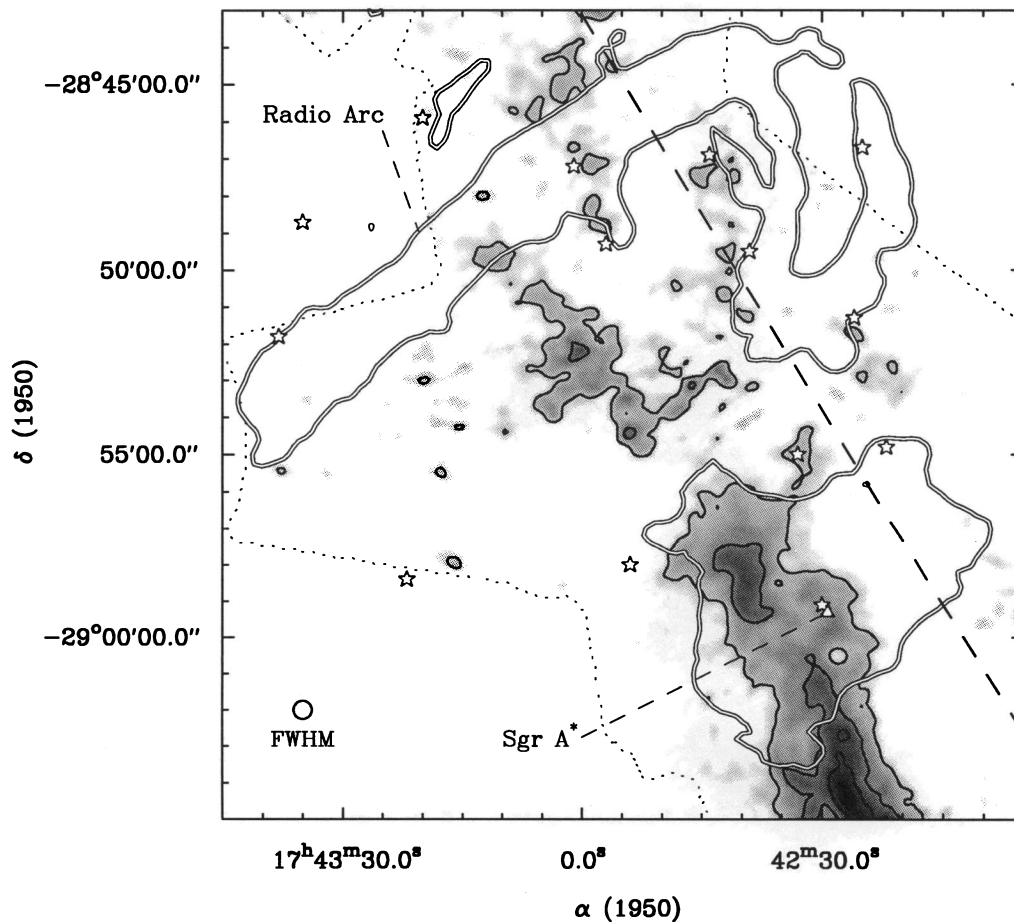 −28°45′00.0″
Radio Arc
50′00.0″
δ (1950)
55′00.0″
−29°00′00.0″
FWHM
Sgr A*
17ʰ43ᵐ30.0ˢ
0.0ˢ
42ᵐ30.0ˢ
α (1950)